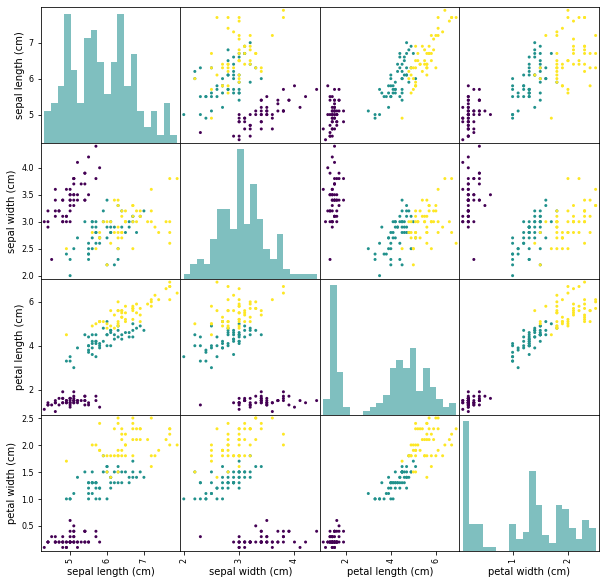 sepal length (cm)
7
6
5
sepal width (cm)
4.0
3.5
3.0
2.5
2.0
petal length (cm)
6
4
2
petal width (cm)
2.5
2.0
1.5
1.0
0.5
5 6 7 2 3 4 2 4 6 1 2
sepal length (cm) sepal width (cm) petal length (cm) petal width (cm)